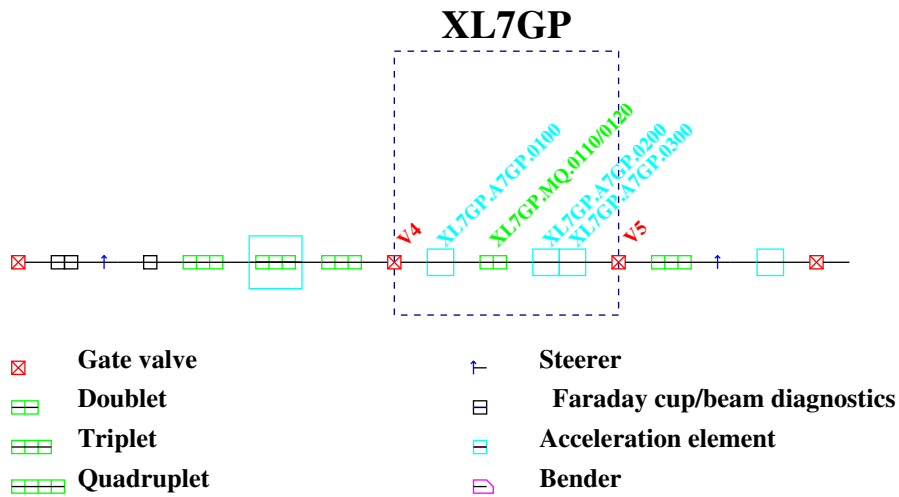 XL7GP
V4
XL7GP.A7GP.0100
XL7GP.MQ.0110/0120
XL7GP.A7GP.0200
XL7GP.A7GP.0300
V5
Gate valve
Doublet
Triplet
Quadruplet
Steerer
Faraday cup/beam diagnostics
Acceleration element
Bender